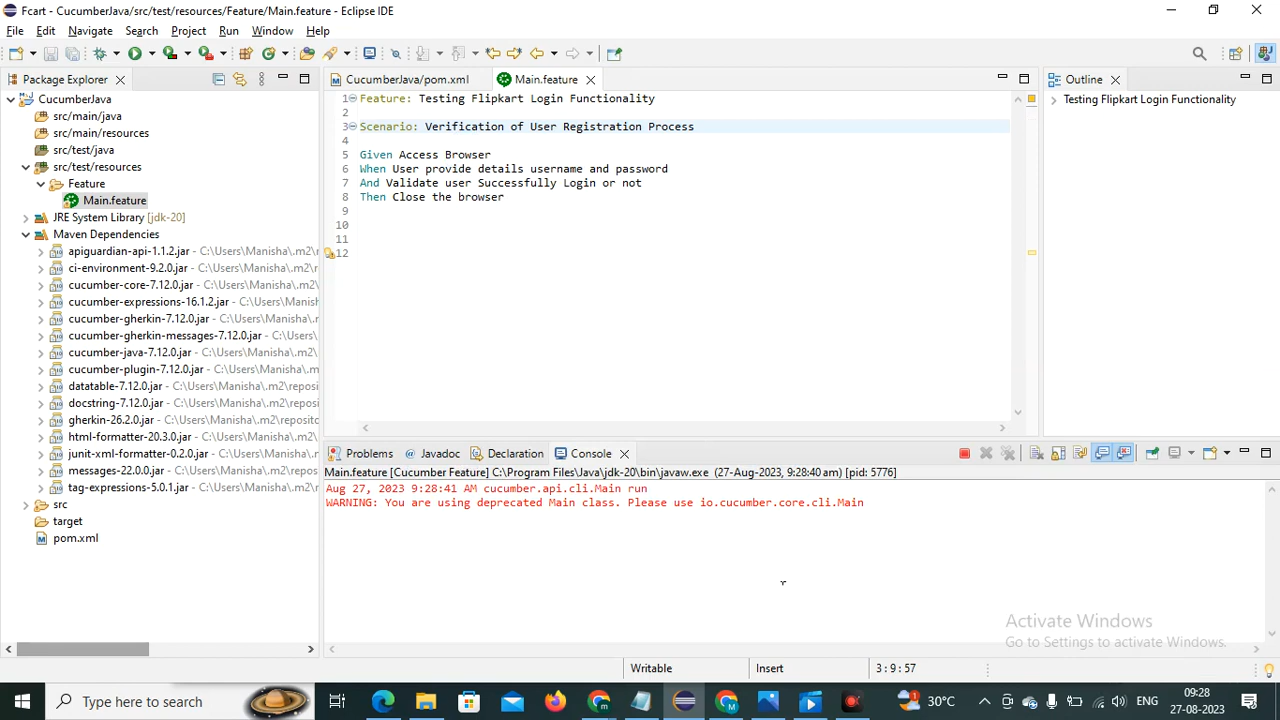 Fcart - CucumberJava/src/test/resources/Feature/Main.feature - Eclipse IDE
File Edit Navigate Search Project Run Window Help
Package Explorer
CucumberJava
src/main/java
src/main/resources
src/test/java
src/test/resources
Feature
Main.feature
JRE System Library [jdk-20]
Maven Dependencies
apiguardian-api-1.1.2.jar - C:\Users\Manisha\.m2\r
ci-environment-9.2.0.jar - C:\Users\Manisha\.m2\re
cucumber-core-7.12.0.jar - C:\Users\Manisha\.m2\r
cucumber-expressions-16.1.2.jar - C:\Users\Manish
cucumber-gherkin-7.12.0.jar - C:\Users\Manisha\.m
cucumber-gherkin-messages-7.12.0.jar - C:\Users\M
cucumber-java-7.12.0.jar - C:\Users\Manisha\.m2\r
cucumber-plugin-7.12.0.jar - C:\Users\Manisha\.m2
datatable-7.12.0.jar - C:\Users\Manisha\.m2\reposi
docstring-7.12.0.jar - C:\Users\Manisha\.m2\reposi
gherkin-26.2.0.jar - C:\Users\Manisha\.m2\reposito
html-formatter-20.3.0.jar - C:\Users\Manisha\.m2\r
junit-xml-formatter-0.2.0.jar - C:\Users\Manisha\.m
messages-22.0.0.jar - C:\Users\Manisha\.m2\reposit
tag-expressions-5.0.1.jar - C:\Users\Manisha\.m2\r
src
target
pom.xml
CucumberJava/pom.xml Main.feature
1 Feature: Testing Flipkart Login Functionality
2
3 Scenario: Verification of User Registration Process
4
5 Given Access Browser
6 When User provide details username and password
7 And Validate user Successfully Login or not
8 Then Close the browser
9
10
11
12
Outline
Testing Flipkart Login Functionality
Problems Javadoc Declaration Console
Main.feature [Cucumber Feature] C:\Program Files\Java\jdk-20\bin\javaw.exe (27-Aug-2023, 9:28:40 am) [pid: 5776]
Aug 27, 2023 9:28:41 AM cucumber.api.cli.Main run
WARNING: You are using deprecated Main class. Please use io.cucumber.core.cli.Main
Activate Windows
Go to Settings to activate Windows.
Writable Insert 3:9:57
Type here to search 30°C ENG 09:28
27-08-2023